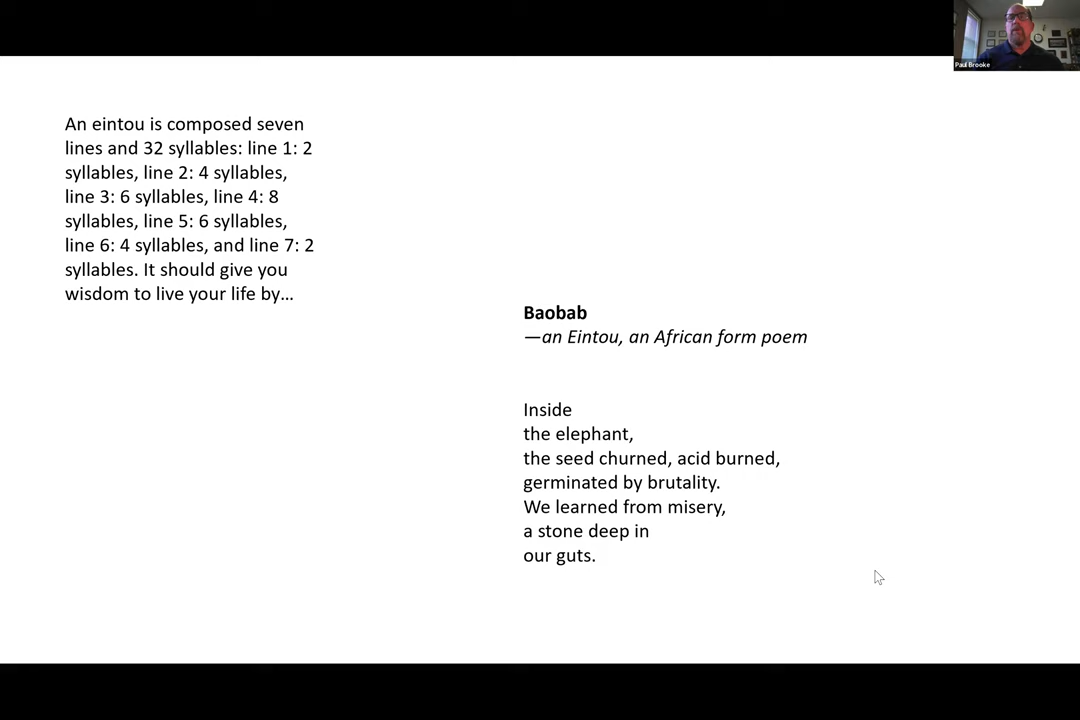 Paul Brooke
An eintou is composed seven
lines and 32 syllables: line 1: 2
syllables, line 2: 4 syllables,
line 3: 6 syllables, line 4: 8
syllables, line 5: 6 syllables,
line 6: 4 syllables, and line 7: 2
syllables. It should give you
wisdom to live your life by…
Baobab
—an Eintou, an African form poem
Inside
the elephant,
the seed churned, acid burned,
germinated by brutality.
We learned from misery,
a stone deep in
our guts.